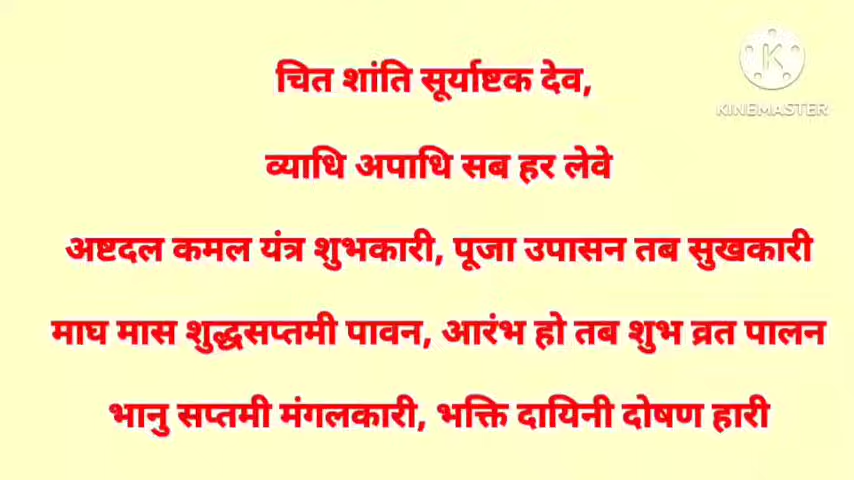 चित शांति सूर्याष्टक देव,
KINEMASTER
व्याधि अपाधि सब हर लेवे
अष्टदल कमल यंत्र शुभकारी, पूजा उपासन तब सुखकारी
माघ मास शुद्धसप्तमी पावन, आरंभ हो तब शुभ व्रत पालन
भानु सप्तमी मंगलकारी, भक्ति दायिनी दोषण हारी